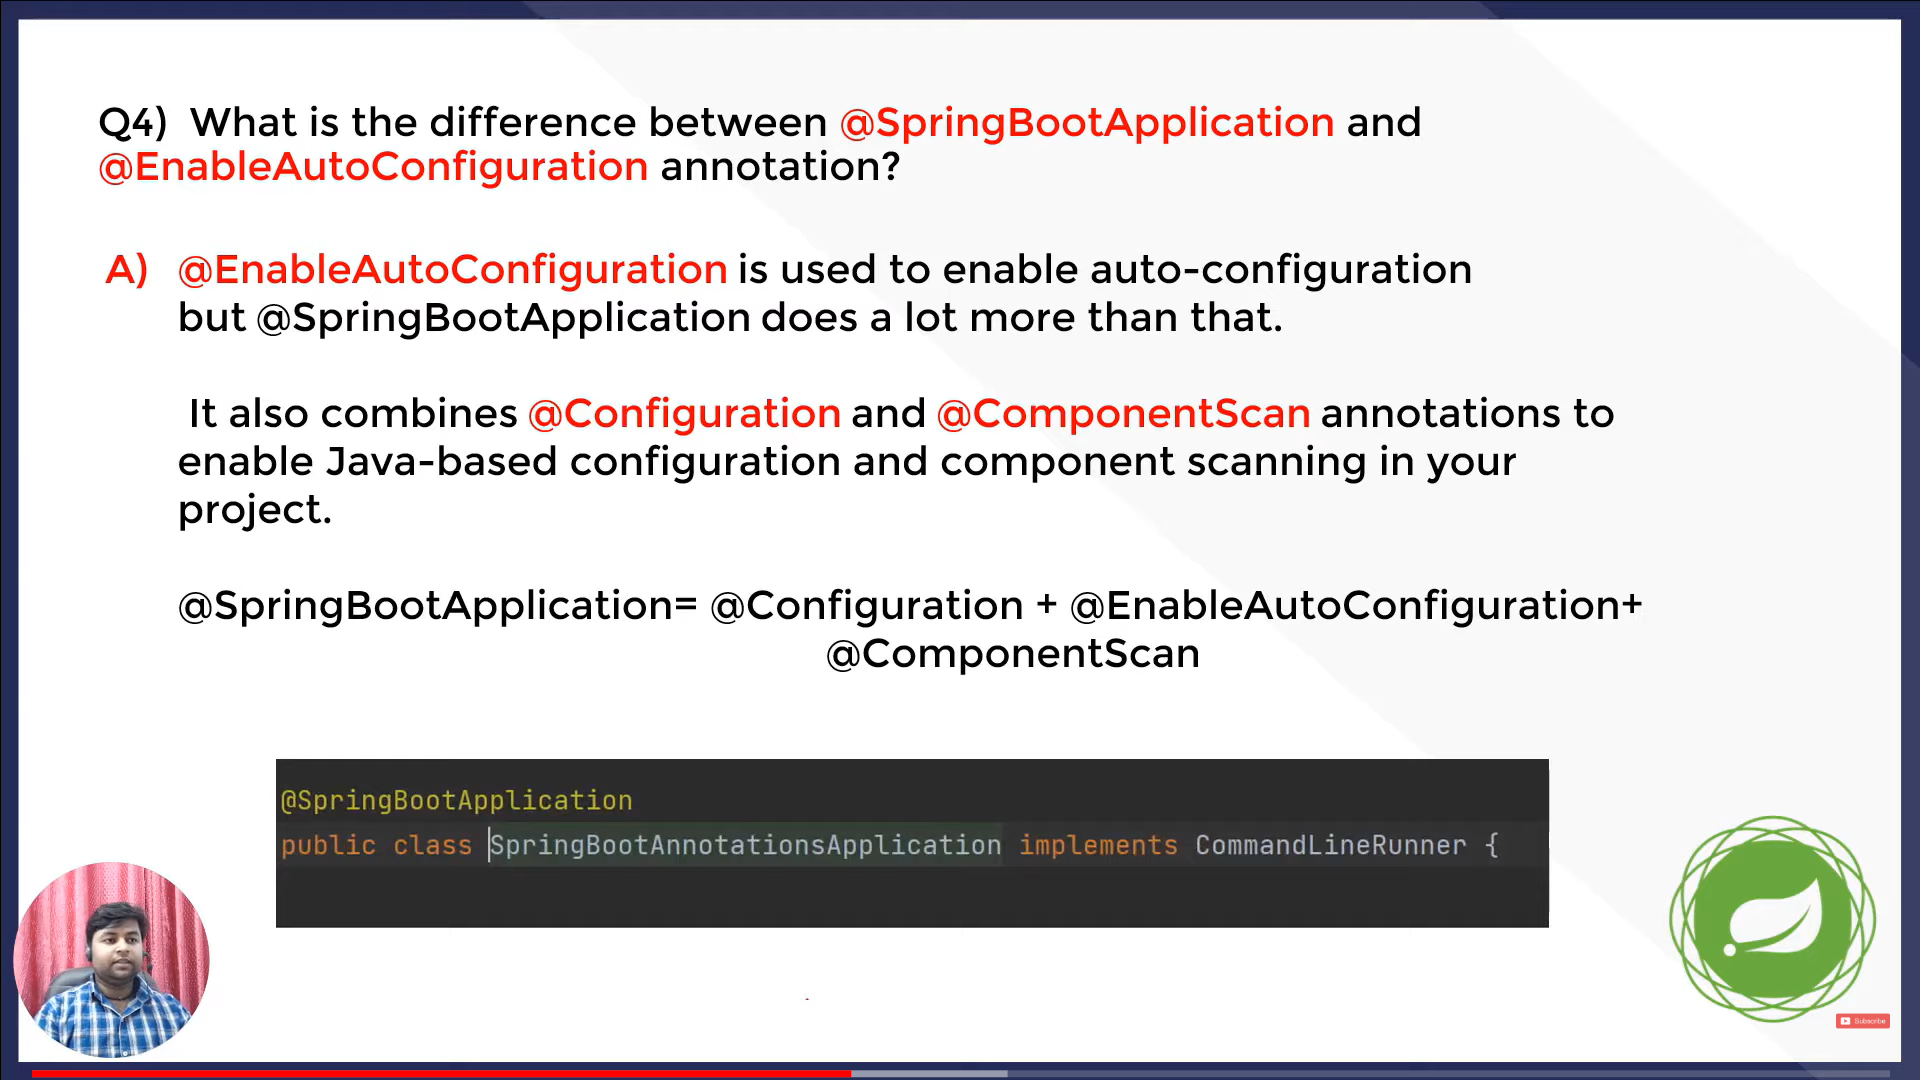 Q4) What is the difference between @SpringBootApplication and
@EnableAutoConfiguration annotation?
A) @EnableAutoConfiguration is used to enable auto-configuration
but @SpringBootApplication does a lot more than that.
It also combines @Configuration and @ComponentScan annotations to
enable Java-based configuration and component scanning in your
project.
@SpringBootApplication= @Configuration + @EnableAutoConfiguration+
@ComponentScan
@SpringBootApplication
public class SpringBootAnnotationsApplication implements CommandLineRunner {
Subscribe